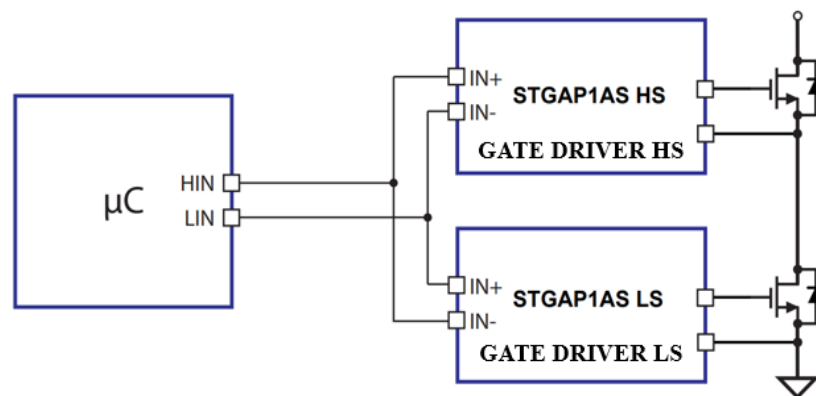 µC
HIN
LIN
IN+
IN-
STGAP1AS HS
GATE DRIVER HS
IN+
IN-
STGAP1AS LS
GATE DRIVER LS